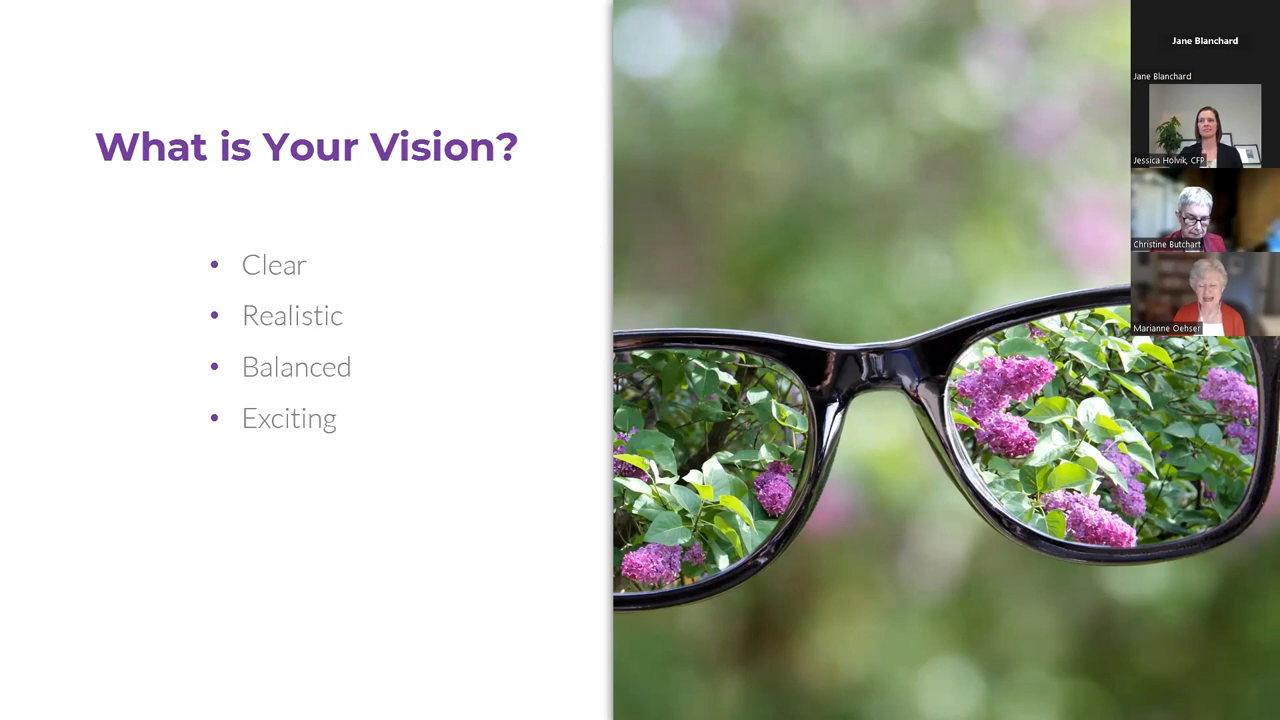 What is Your Vision?
• Clear
• Realistic
• Balanced
• Exciting
Jane Blanchard
Jane Blanchard
Jessica Holvik, CFP
Christine Butchart
Marianne Oehser